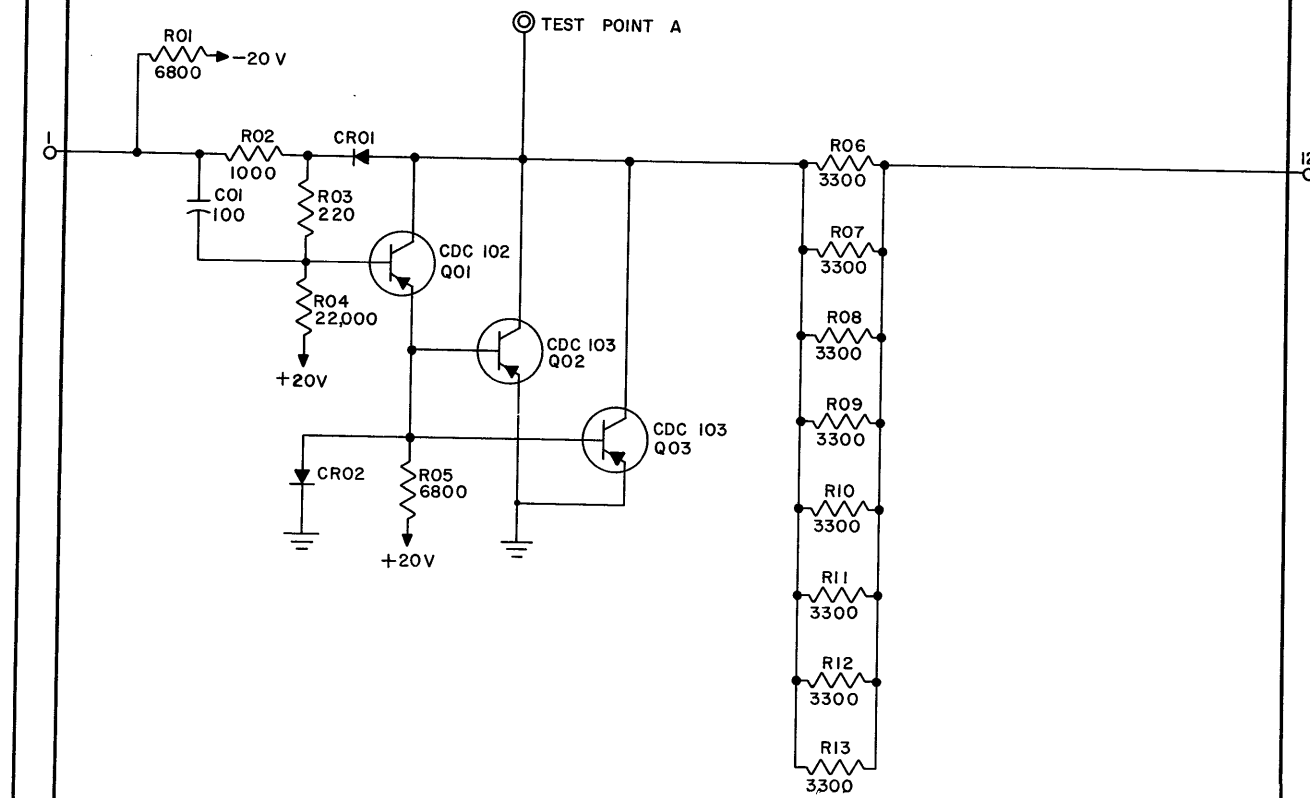 TEST POINT A
R01
6800
-20 V
1
R02
1000
CR01
R06
3300
12
C01
100
R03
220
CDC 102
Q01
R07
3300
R04
22,000
+20V
CDC 103
Q02
R08
3300
R09
3300
CDC 103
Q03
CR02
R05
6800
+20V
R10
3300
R11
3300
R12
3300
R13
3300